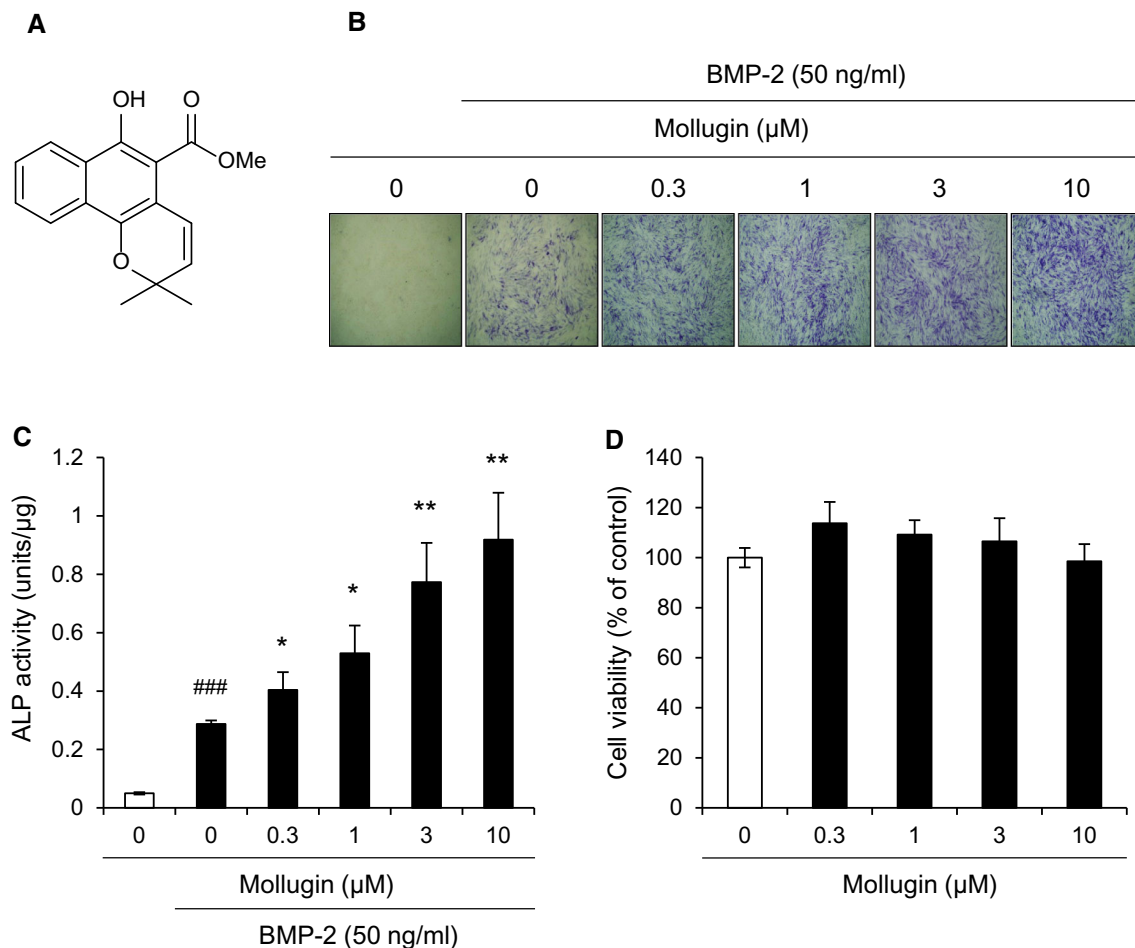 A
OH
O
OMe
O
B
BMP-2 (50 ng/ml)
Mollugin (µM)
0 0 0.3 1 3 10
C
ALP activity (units/µg)
1.2
1
0.8
0.6
0.4
0.2
0
###
*
*
**
**
0 0 0.3 1 3 10
Mollugin (µM)
BMP-2 (50 ng/ml)
D
Cell viability (% of control)
140
120
100
80
60
40
20
0
0 0.3 1 3 10
Mollugin (µM)